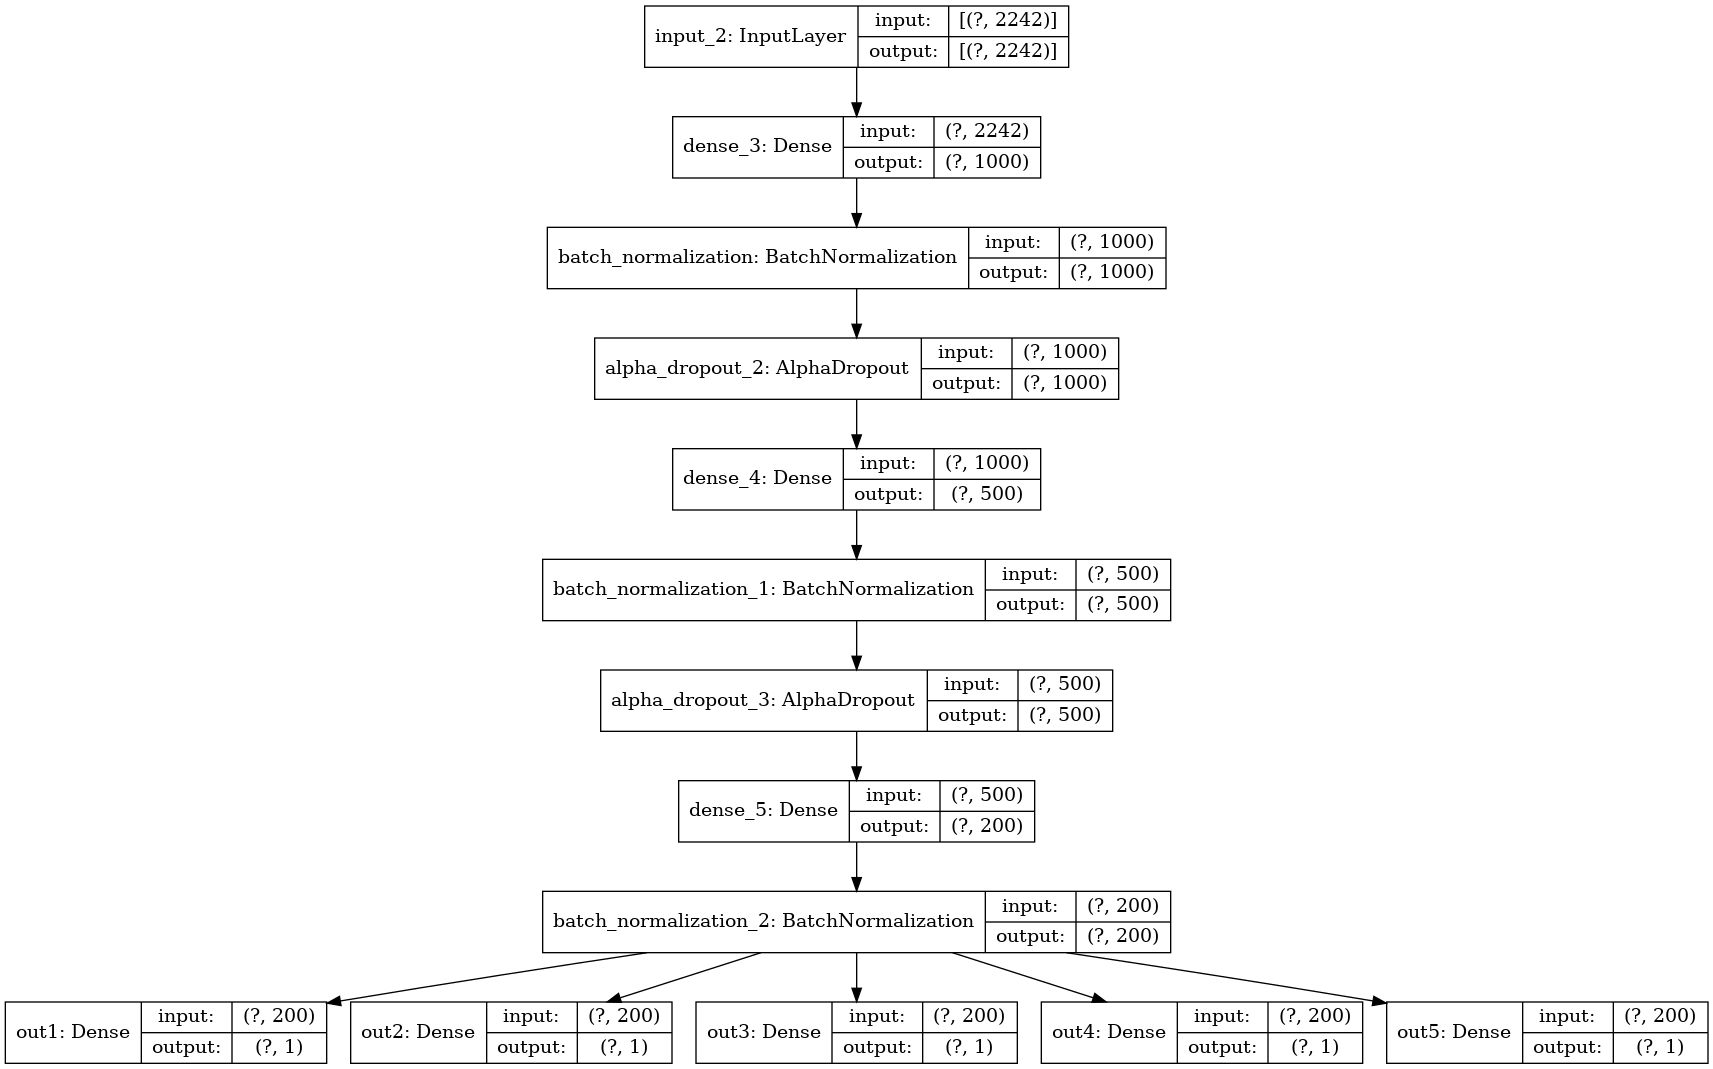 input_2: InputLayer
input: [(?, 2242)]
output: [(?, 2242)]
dense_3: Dense
input: (?, 2242)
output: (?, 1000)
batch_normalization: BatchNormalization
input: (?, 1000)
output: (?, 1000)
alpha_dropout_2: AlphaDropout
input: (?, 1000)
output: (?, 1000)
dense_4: Dense
input: (?, 1000)
output: (?, 500)
batch_normalization_1: BatchNormalization
input: (?, 500)
output: (?, 500)
alpha_dropout_3: AlphaDropout
input: (?, 500)
output: (?, 500)
dense_5: Dense
input: (?, 500)
output: (?, 200)
batch_normalization_2: BatchNormalization
input: (?, 200)
output: (?, 200)
out1: Dense
input: (?, 200)
output: (?, 1)
out2: Dense
input: (?, 200)
output: (?, 1)
out3: Dense
input: (?, 200)
output: (?, 1)
out4: Dense
input: (?, 200)
output: (?, 1)
out5: Dense
input: (?, 200)
output: (?, 1)